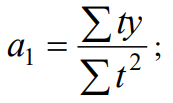 a₁ = ∑ty / ∑t² ;